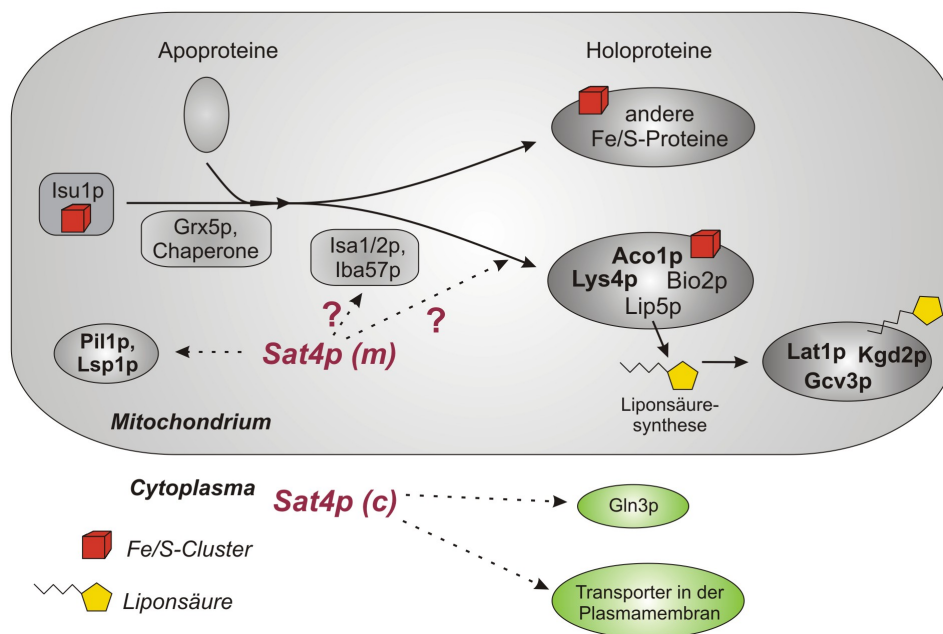 Apoproteine
Holoproteine
andere
Fe/S-Proteine
Isu1p
Grx5p,
Chaperone
Isa1/2p,
Iba57p
Aco1p
Lys4p Bio2p
Lip5p
?
?
Sat4p (m)
Pil1p,
Lsp1p
Lat1p Kgd2p
Gcv3p
Liponsäure-
synthese
Mitochondrium
Cytoplasma
Sat4p (c)
Gln3p
Fe/S-Cluster
Liponsäure
Transporter in der
Plasmamembran